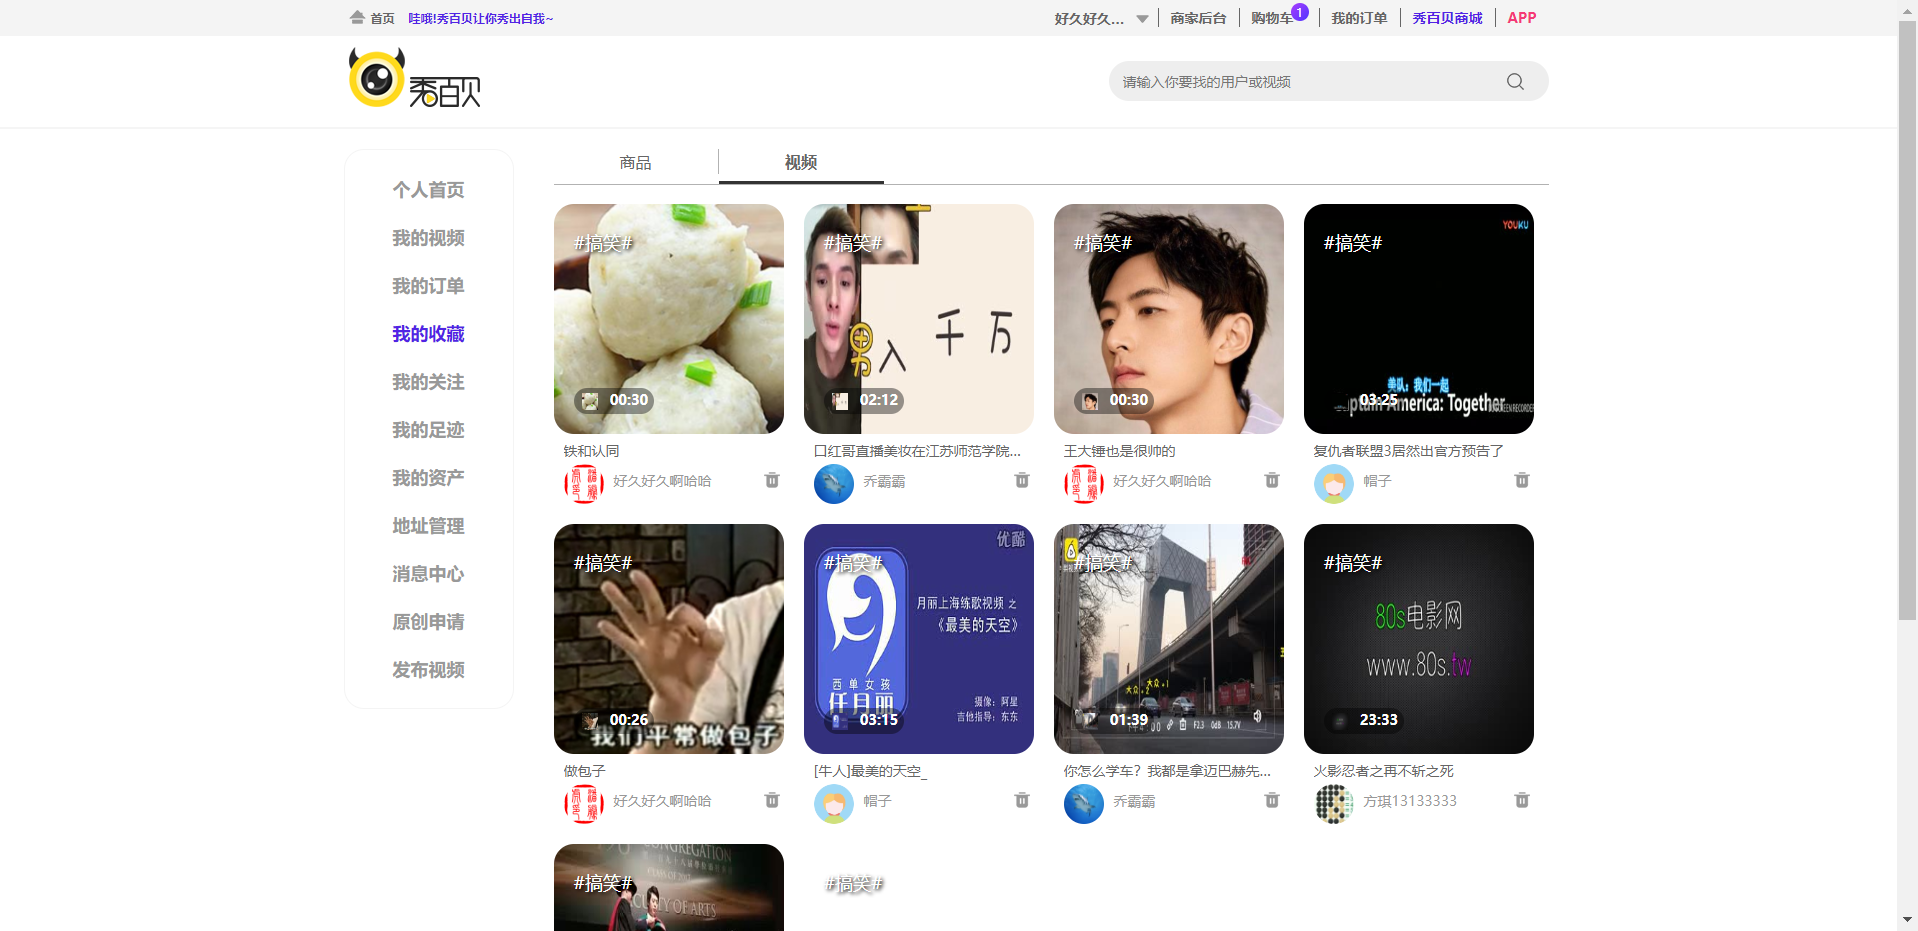 首页 哇哦!秀百贝让你秀出自我~ 好久好久... 商家后台 购物车 1 我的订单 秀百贝商城 APP
秀百贝
请输入你要找的用户或视频
商品 视频
个人首页
我的视频
我的订单
我的收藏
我的关注
我的足迹
我的资产
地址管理
消息中心
原创申请
发布视频
#搞笑# #搞笑# #搞笑# #搞笑#
YOUKU
千万
男人
美队：我们一起
ptain America: Together
00:30 02:12 00:30 03:25
铁和认同 口红哥直播美妆在江苏师范学院... 王大锤也是很帅的 复仇者联盟3居然出官方预告了
好久好久啊哈哈 乔霸霸 好久好久啊哈哈 帽子
优酷
#搞笑# #搞笑# #搞笑# #搞笑#
月丽上海练歌视频 之
《最美的天空》
80s电影网
www.80s.tw
西单女孩
任月丽
摄像：阿星
吉他指导：东东
大众 +2 大众 +1
F2.3 0dB 15.7V
00:26 03:15 01:39 23:33
我们平常做包子
做包子 [牛人]最美的天空_ 你怎么学车？我都是拿迈巴赫先... 火影忍者之再不斩之死
好久好久啊哈哈 帽子 乔霸霸 方琪13133333
CONGREGATION
#搞笑# #搞笑#
CLASS OF
CULTY OF ARTS